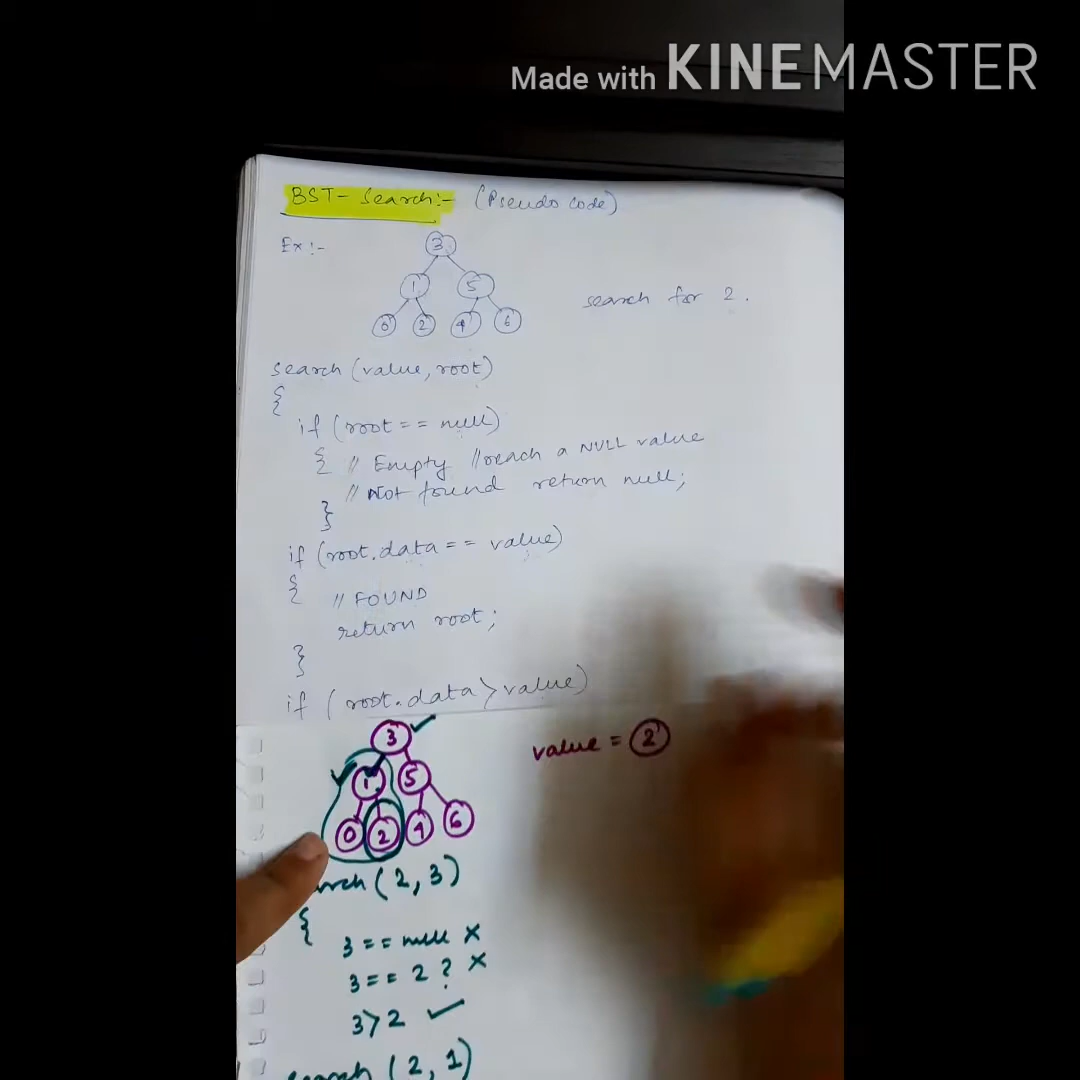 Made with KINEMASTER
BST- Search:- (Pseudo code)
Ex:-
3
1 5
0 2 4 6
search for 2.
search (value, root)
{
if (root == null)
{ // Empty // reach a NULL value
// Not found return null;
}
if (root.data == value)
{ // FOUND
return root;
}
if (root.data > value)
3
value = 2
1 5
0 2 4 6
(2, 3)
{
3 == null x
3 == 2 ? x
3 > 2 ✓
search (2, 1)